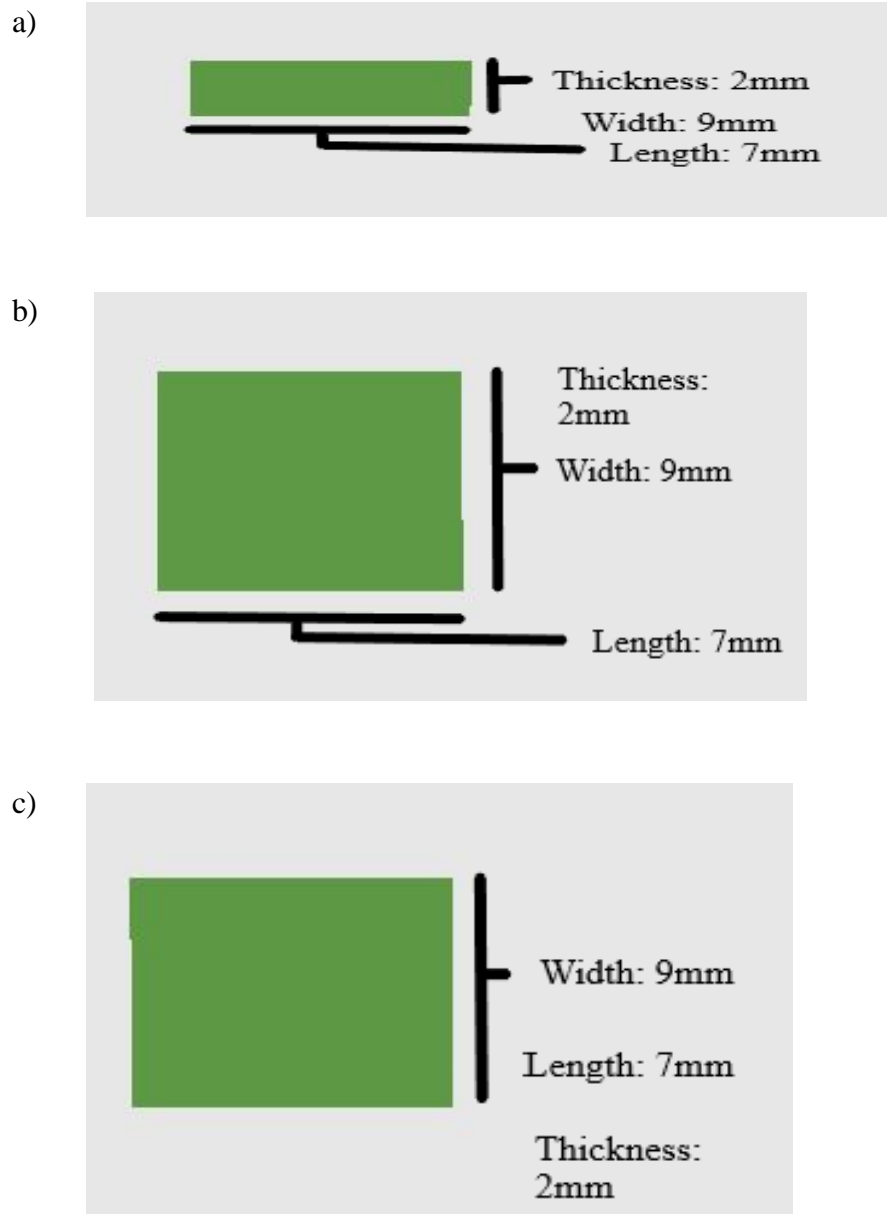 a)
Thickness: 2mm
Width: 9mm
Length: 7mm
b)
Thickness:
2mm
Width: 9mm
Length: 7mm
c)
Width: 9mm
Length: 7mm
Thickness:
2mm